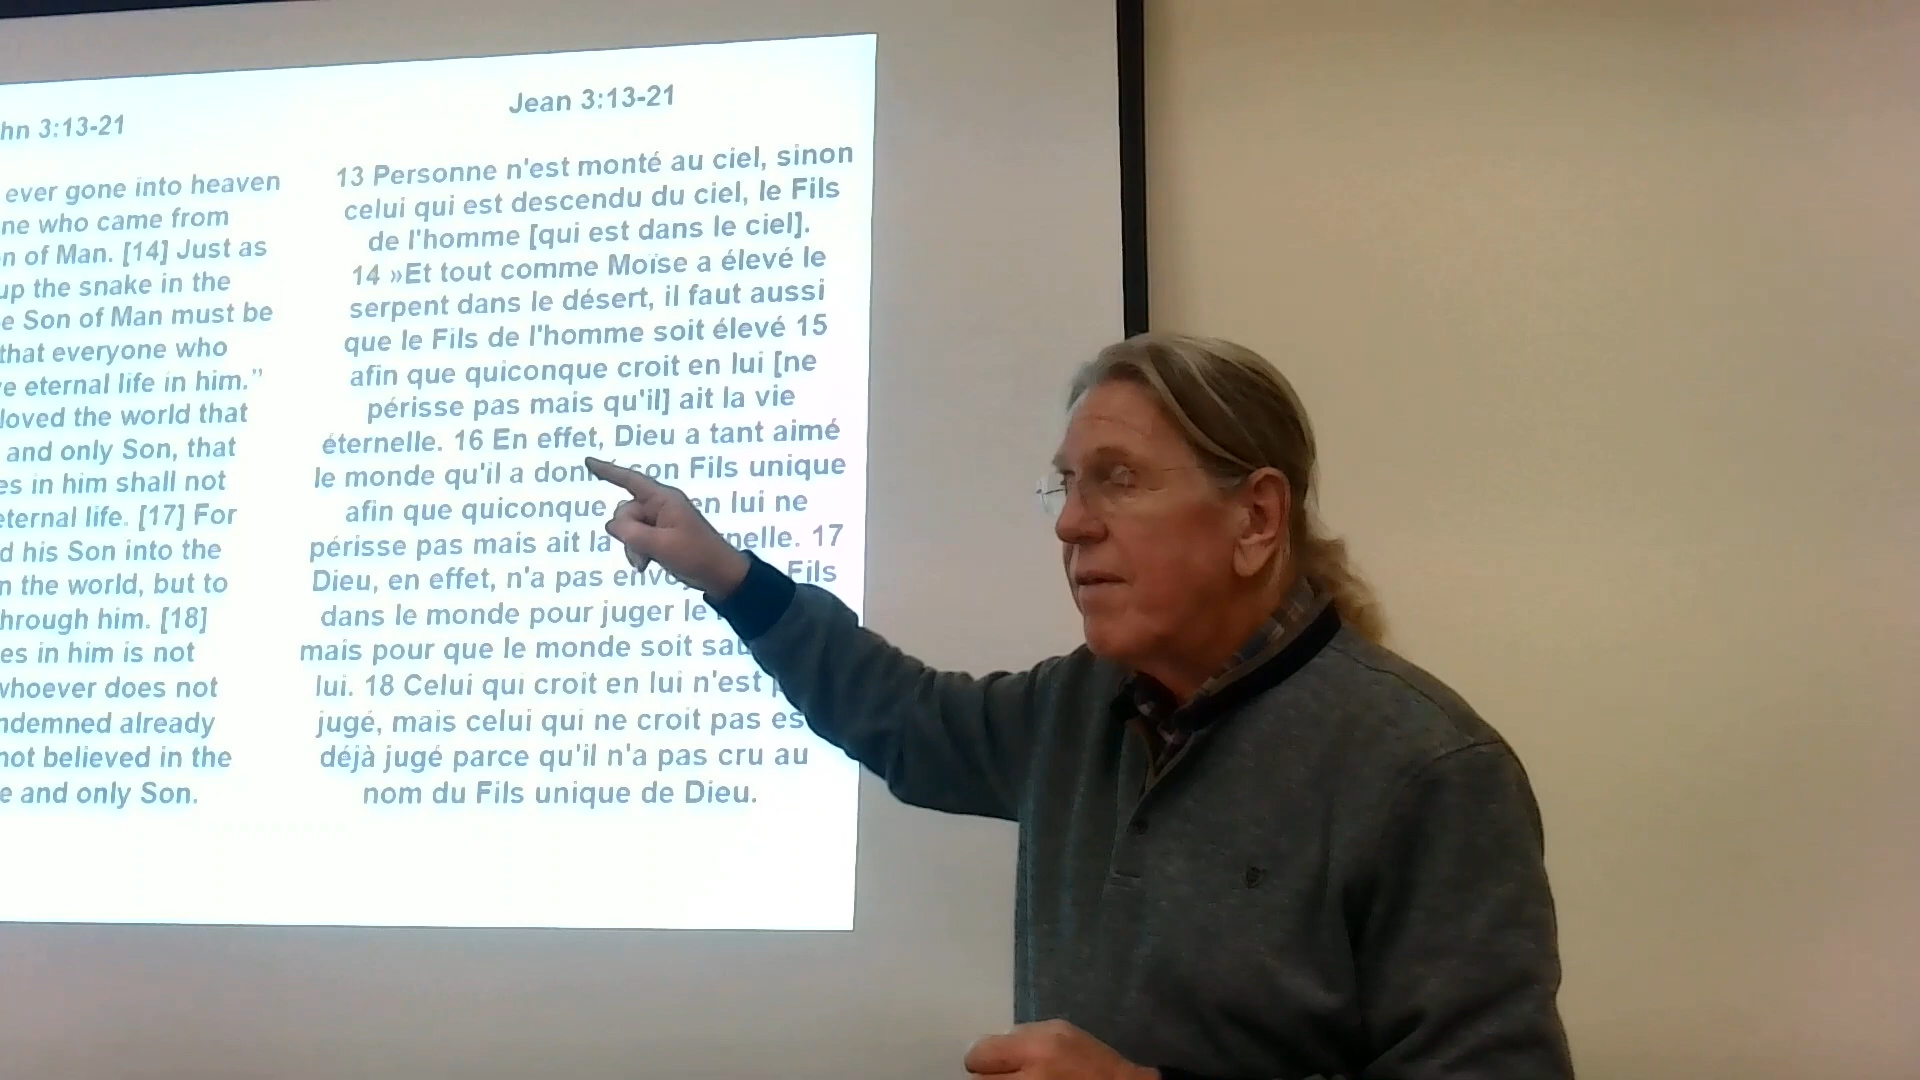 hn 3:13-21
ever gone into heaven
ne who came from
n of Man. [14] Just as
up the snake in the
e Son of Man must be
that everyone who
e eternal life in him.”
loved the world that
and only Son, that
es in him shall not
eternal life. [17] For
d his Son into the
n the world, but to
hrough him. [18]
es in him is not
whoever does not
ndemned already
not believed in the
e and only Son.
Jean 3:13-21
13 Personne n'est monté au ciel, sinon
celui qui est descendu du ciel, le Fils
de l'homme [qui est dans le ciel].
14 »Et tout comme Moïse a élevé le
serpent dans le désert, il faut aussi
que le Fils de l'homme soit élevé 15
afin que quiconque croit en lui [ne
périsse pas mais qu'il] ait la vie
éternelle. 16 En effet, Dieu a tant aimé
le monde qu'il a donné son Fils unique
afin que quiconque en lui ne
périsse pas mais ait la nelle. 17
Dieu, en effet, n'a pas envoy Fils
dans le monde pour juger le
mais pour que le monde soit sau
lui. 18 Celui qui croit en lui n'est
jugé, mais celui qui ne croit pas es
déjà jugé parce qu'il n'a pas cru au
nom du Fils unique de Dieu.